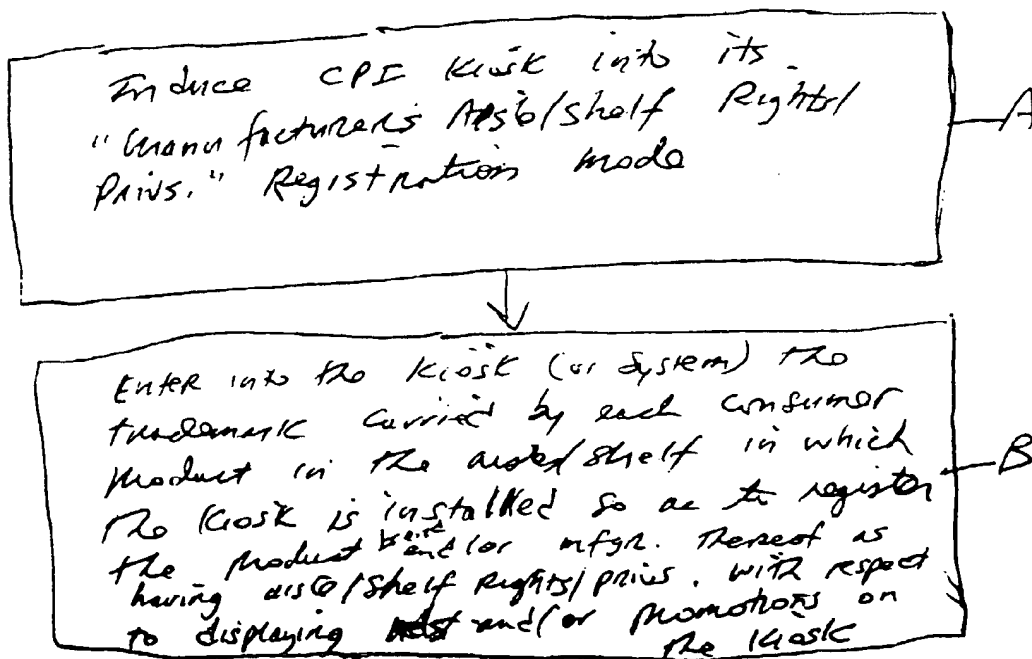 Induce CPI Kiosk into its
"Manufacturer's Aisle/Shelf Rights/
Privs." Registration mode
A
Enter into the Kiosk (or System) the
trademark carried by each consumer
product in the aisle/shelf in which
the Kiosk is installed so as to register
the product brand and/or mfgr. thereof as
having aisle/shelf Rights/privs. with respect
to displaying and/or promotions on
the Kiosk
B